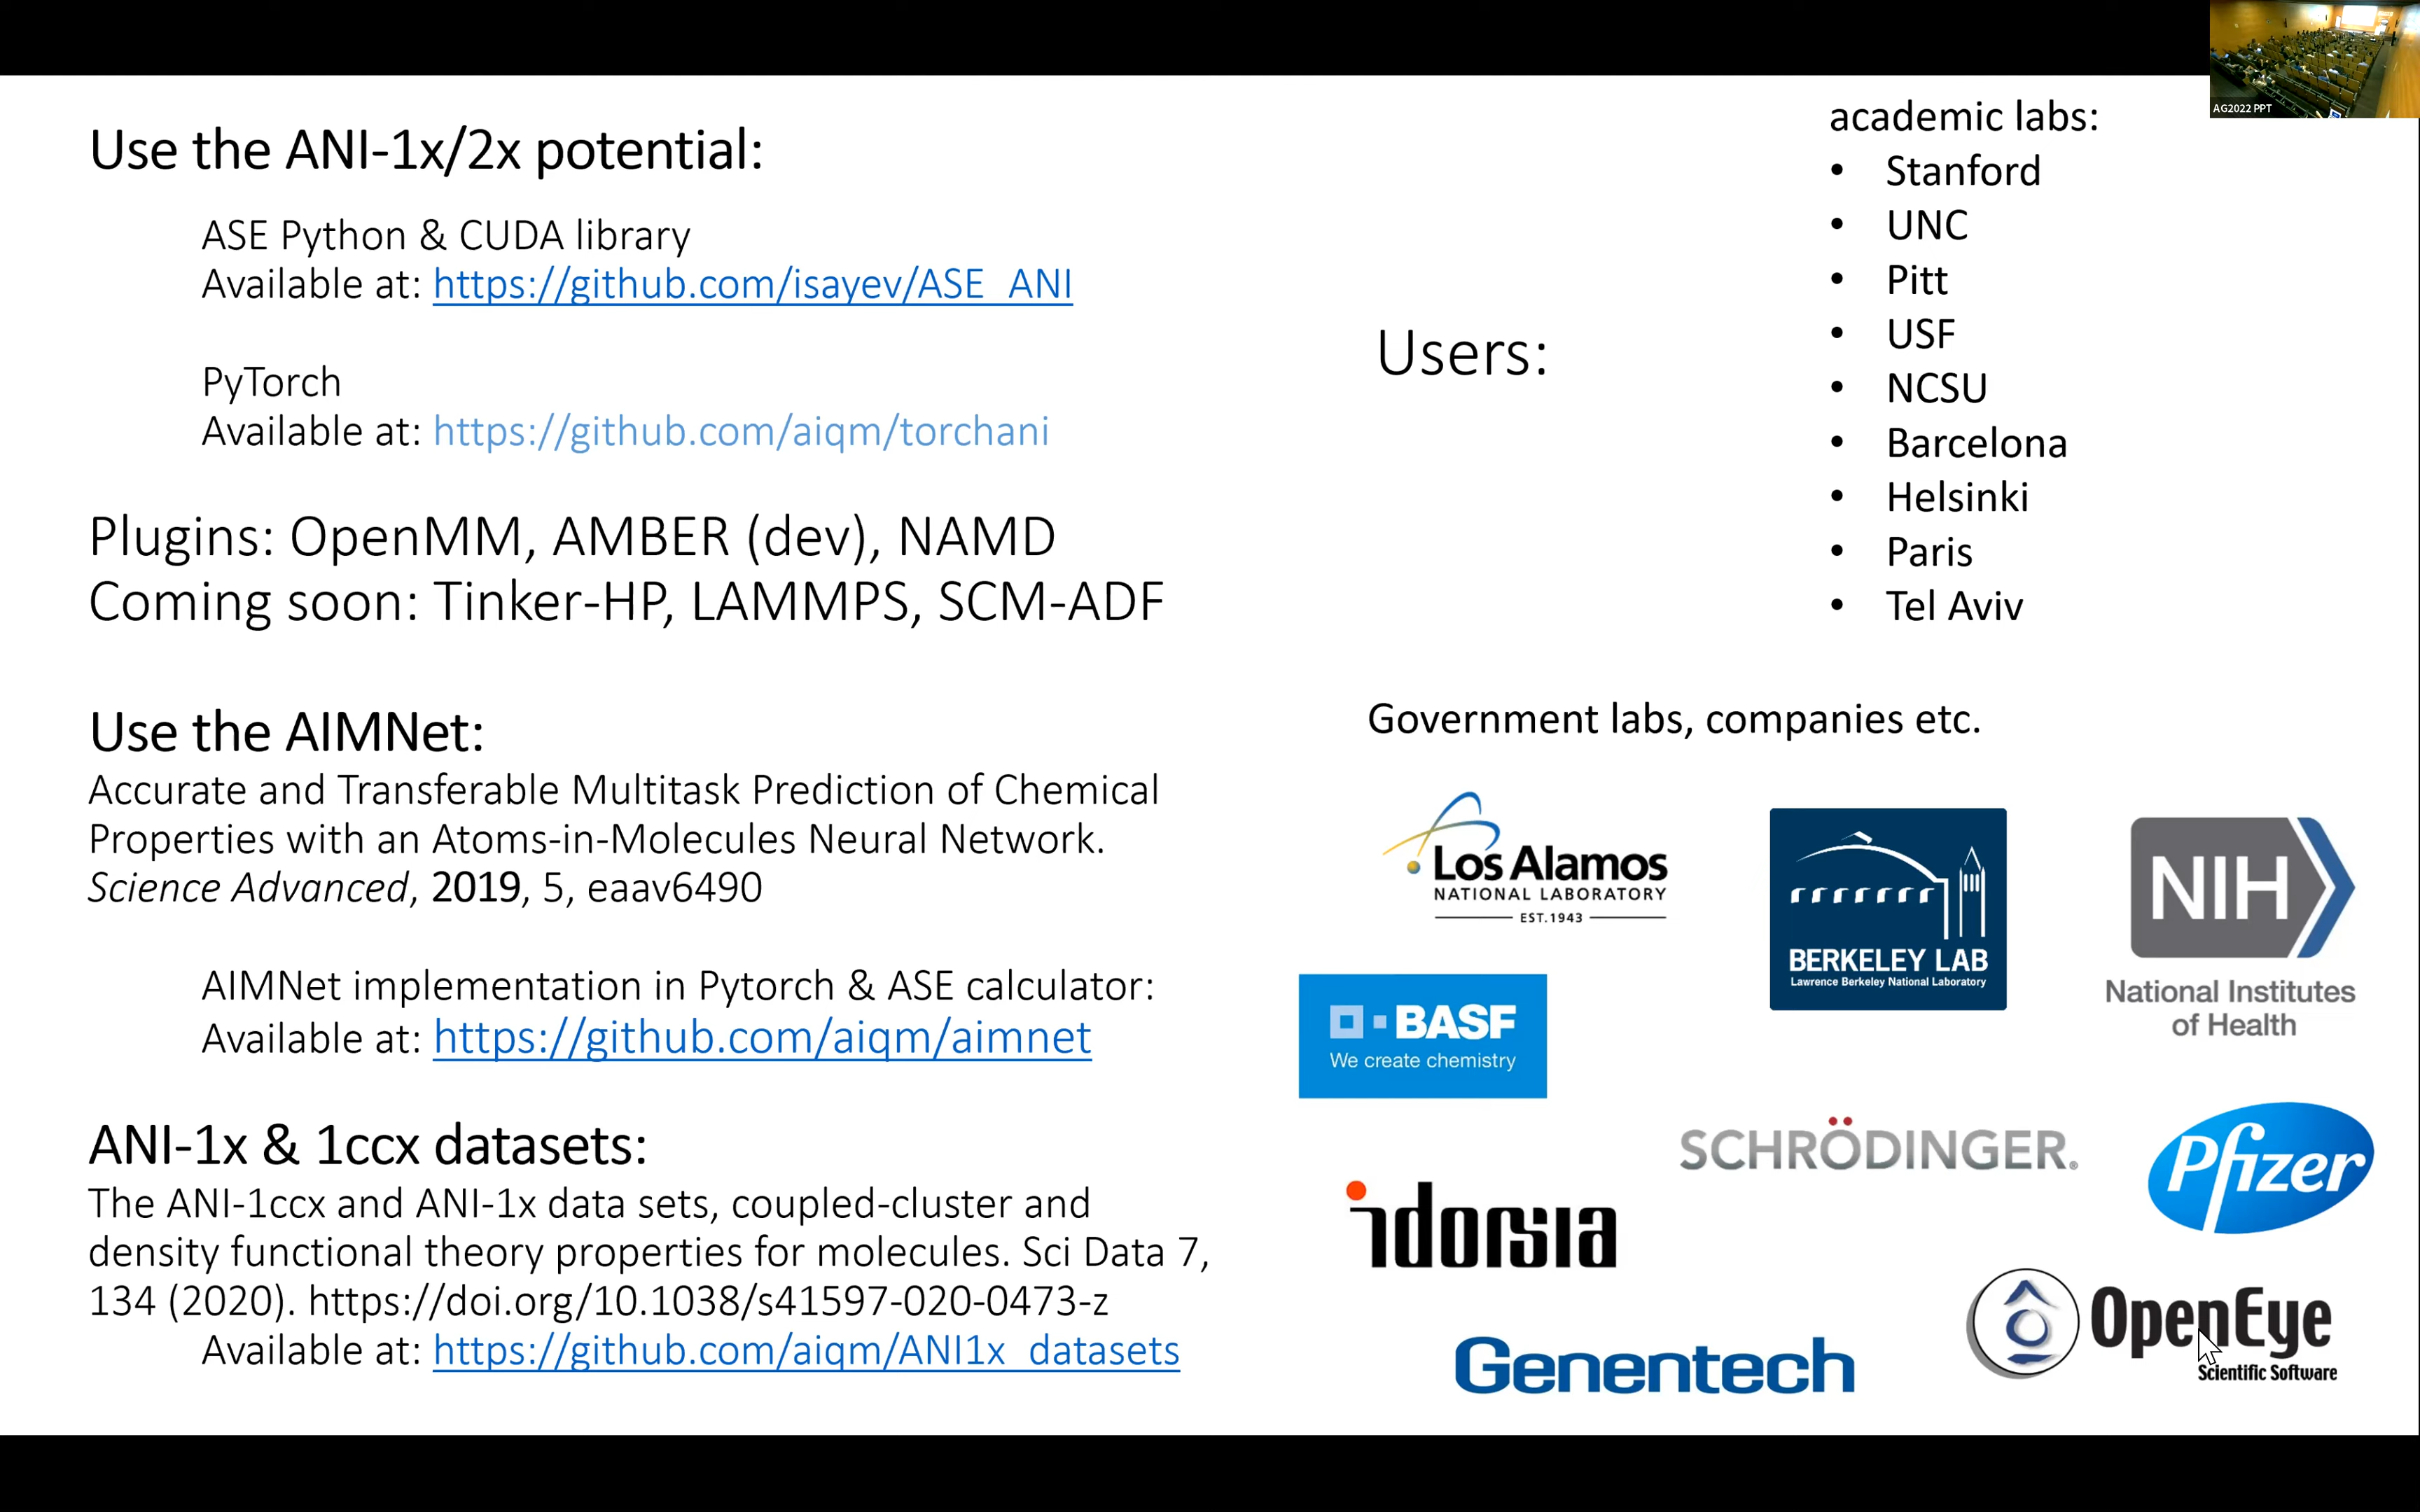 Use the ANI-1x/2x potential:
ASE Python & CUDA library
Available at: https://github.com/isayev/ASE_ANI
PyTorch
Available at: https://github.com/aiqm/torchani
Plugins: OpenMM, AMBER (dev), NAMD
Coming soon: Tinker-HP, LAMMPS, SCM-ADF
Use the AIMNet:
Accurate and Transferable Multitask Prediction of Chemical
Properties with an Atoms-in-Molecules Neural Network.
Science Advanced, 2019, 5, eaav6490
AIMNet implementation in Pytorch & ASE calculator:
Available at: https://github.com/aiqm/aimnet
ANI-1x & 1ccx datasets:
The ANI-1ccx and ANI-1x data sets, coupled-cluster and
density functional theory properties for molecules. Sci Data 7,
134 (2020). https://doi.org/10.1038/s41597-020-0473-z
Available at: https://github.com/aiqm/ANI1x_datasets
Users:
academic labs:
• Stanford
• UNC
• Pitt
• USF
• NCSU
• Barcelona
• Helsinki
• Paris
• Tel Aviv
Government labs, companies etc.
Los Alamos
NATIONAL LABORATORY
EST.1943
BERKELEY LAB
Lawrence Berkeley National Laboratory
NIH
National Institutes
of Health
BASF
We create chemistry
SCHRÖDINGER®
Pfizer
idorsia
OpenEye
Scientific Software
Genentech
AG2022 PPT